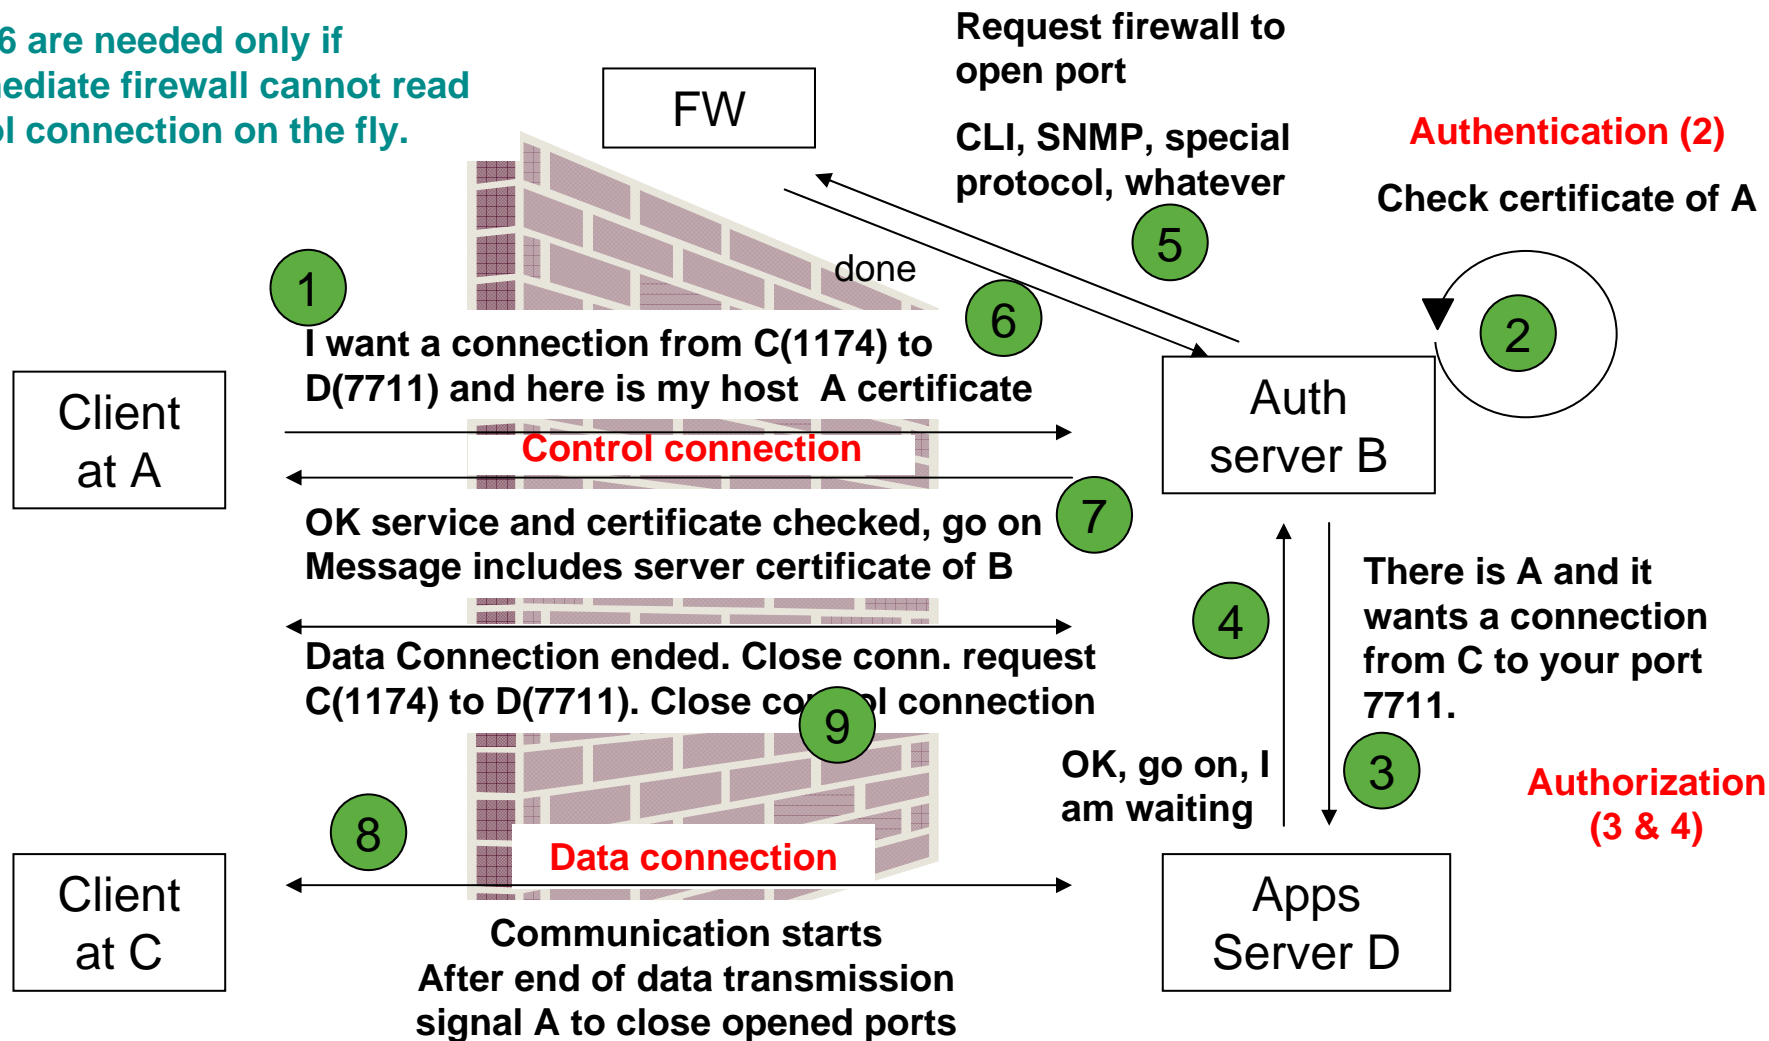 6 are needed only if
firewall cannot read
connection on the fly.
FW
Request firewall to
open port
CLI, SNMP, special
protocol, whatever
5
Authentication (2)
Check certificate of A
2
done
6
1
I want a connection from C(1174) to
D(7711) and here is my host A certificate
Client
at A
Control connection
Auth
server B
7
OK service and certificate checked, go on
Message includes server certificate of B
4
There is A and it
wants a connection
from C to your port
7711.
Data Connection ended. Close conn. request
C(1174) to D(7711). Close control connection
9
3
OK, go on, I
am waiting
Authorization
(3 & 4)
8
Data connection
Client
at C
Apps
Server D
Communication starts
After end of data transmission
signal A to close opened ports